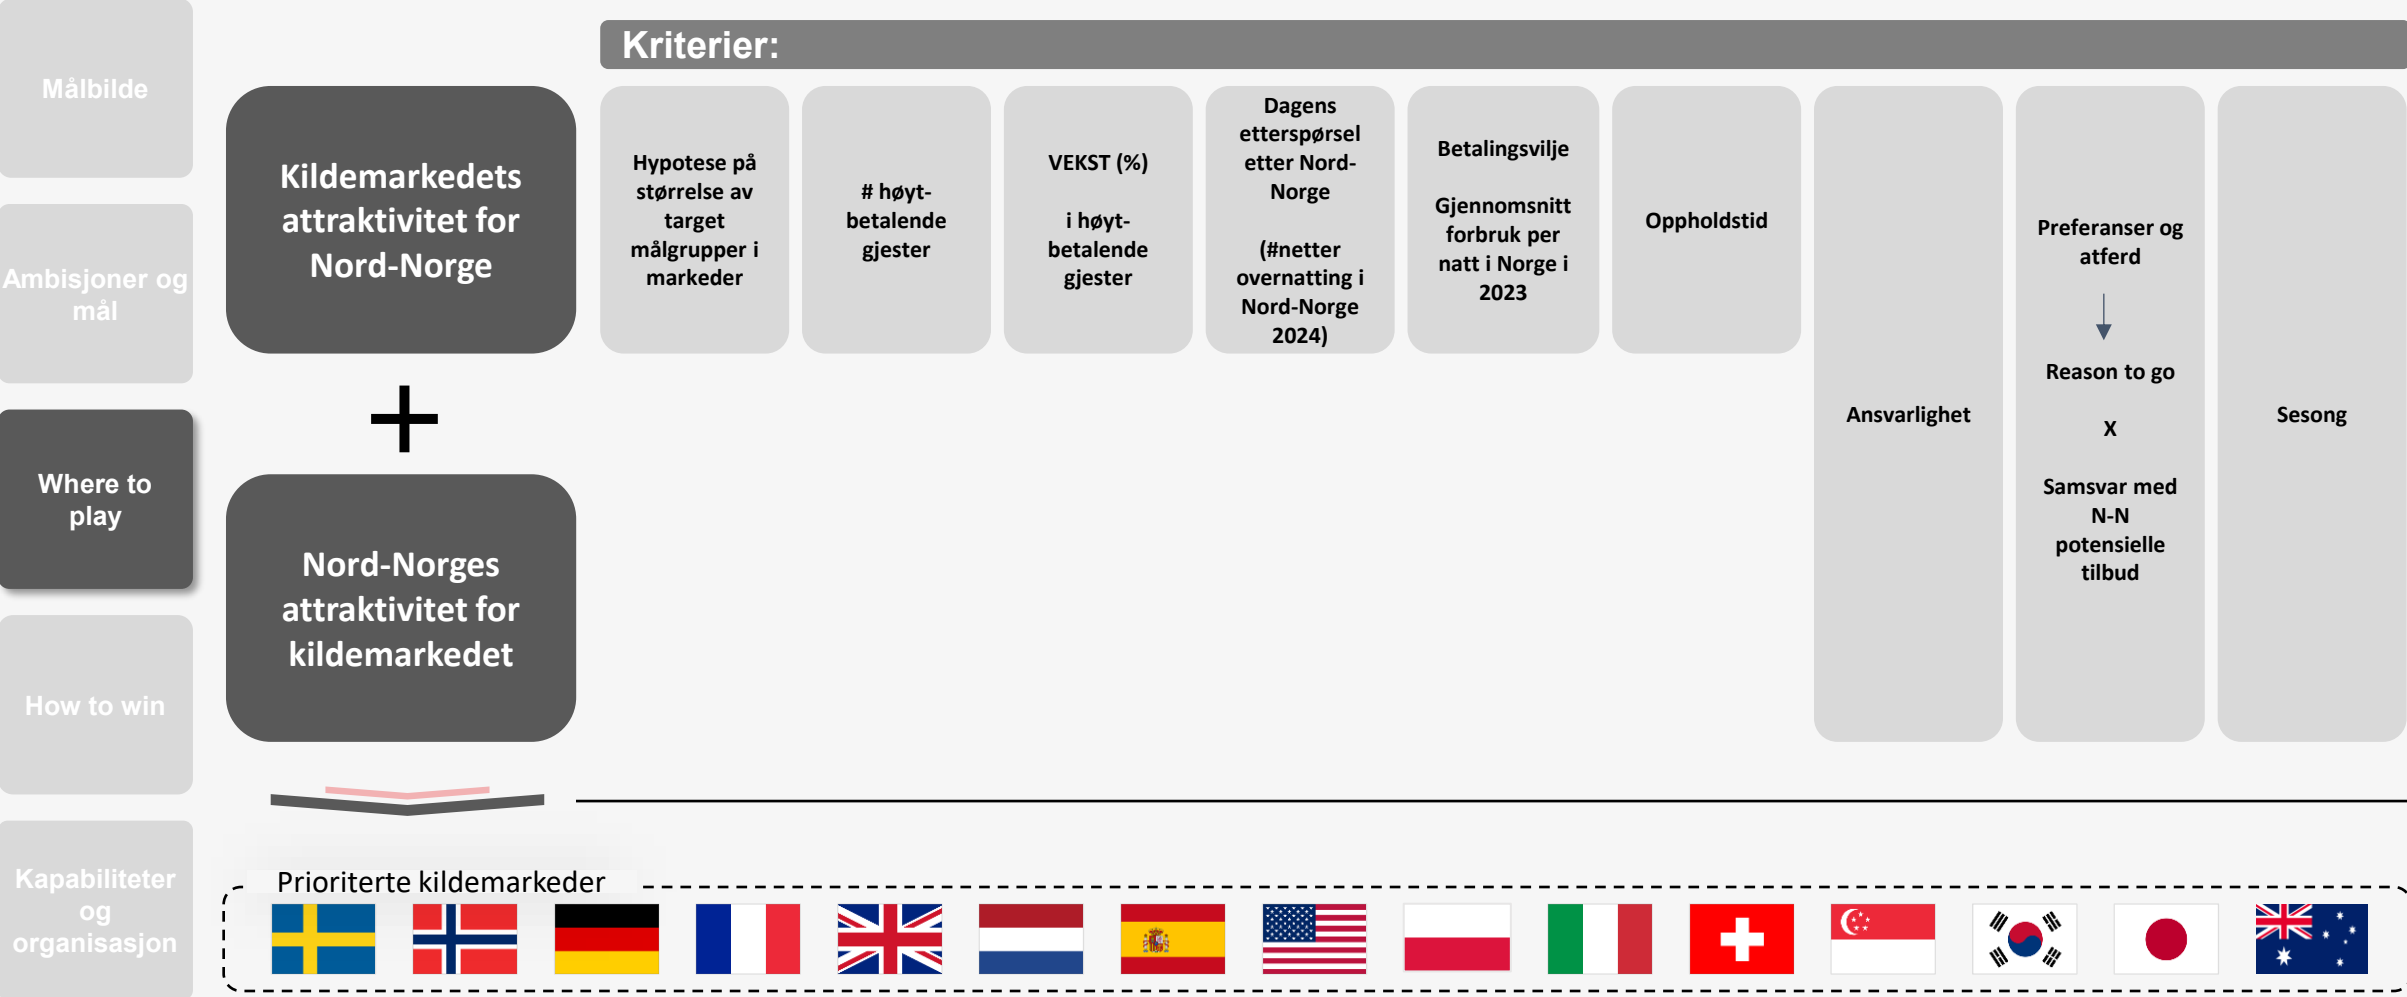 Målbilde
Ambisjoner og
mål
Where to
play
How to win
Kapabiliteter
og
organisasjon
Kriterier:
Kildemarkedets
attraktivitet for
Nord-Norge
Hypotese på
størrelse av
target
målgrupper i
markeder
# høyt-
betalende
gjester
VEKST (%)
i høyt-
betalende
gjester
Dagens
etterspørsel
etter Nord-
Norge
(#netter
overnatting i
Nord-Norge
2024)
Betalingsvilje
Gjennomsnitt
forbruk per
natt i Norge i
2023
Oppholdstid
Ansvarlighet
Preferanser og
atferd
Reason to go
X
Samsvar med
N-N
potensielle
tilbud
Sesong
+
Nord-Norges
attraktivitet for
kildemarkedet
Prioriterte kildemarkeder